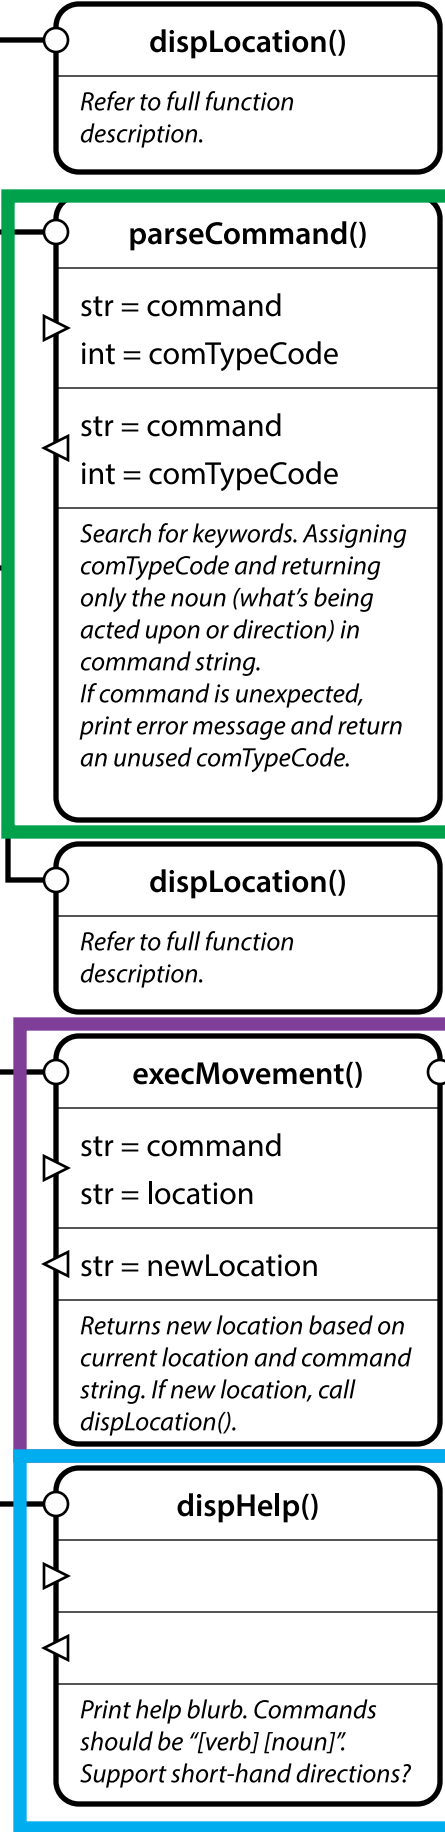 dispLocation()
Refer to full function
description.
parseCommand()
str = command
int = comTypeCode
str = command
int = comTypeCode
Search for keywords. Assigning
comTypeCode and returning
only the noun (what’s being
acted upon or direction) in
command string.
If command is unexpected,
print error message and return
an unused comTypeCode.
dispLocation()
Refer to full function
description.
execMovement()
str = command
str = location
str = newLocation
Returns new location based on
current location and command
string. If new location, call
dispLocation().
dispHelp()
Print help blurb. Commands
should be “[verb] [noun]”.
Support short-hand directions?